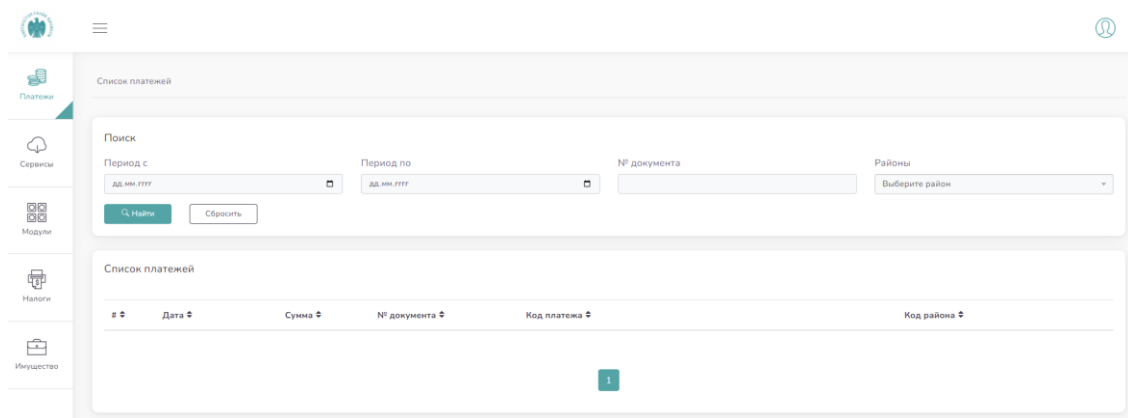 Платежи
Сервисы
Модули
Налоги
Имущество
Список платежей
Поиск
Период с Период по № документа Районы
дд.мм.гггг дд.мм.гггг Выберите район
Найти Сбросить
Список платежей
# Дата Сумма № документа Код платежа Код района
1